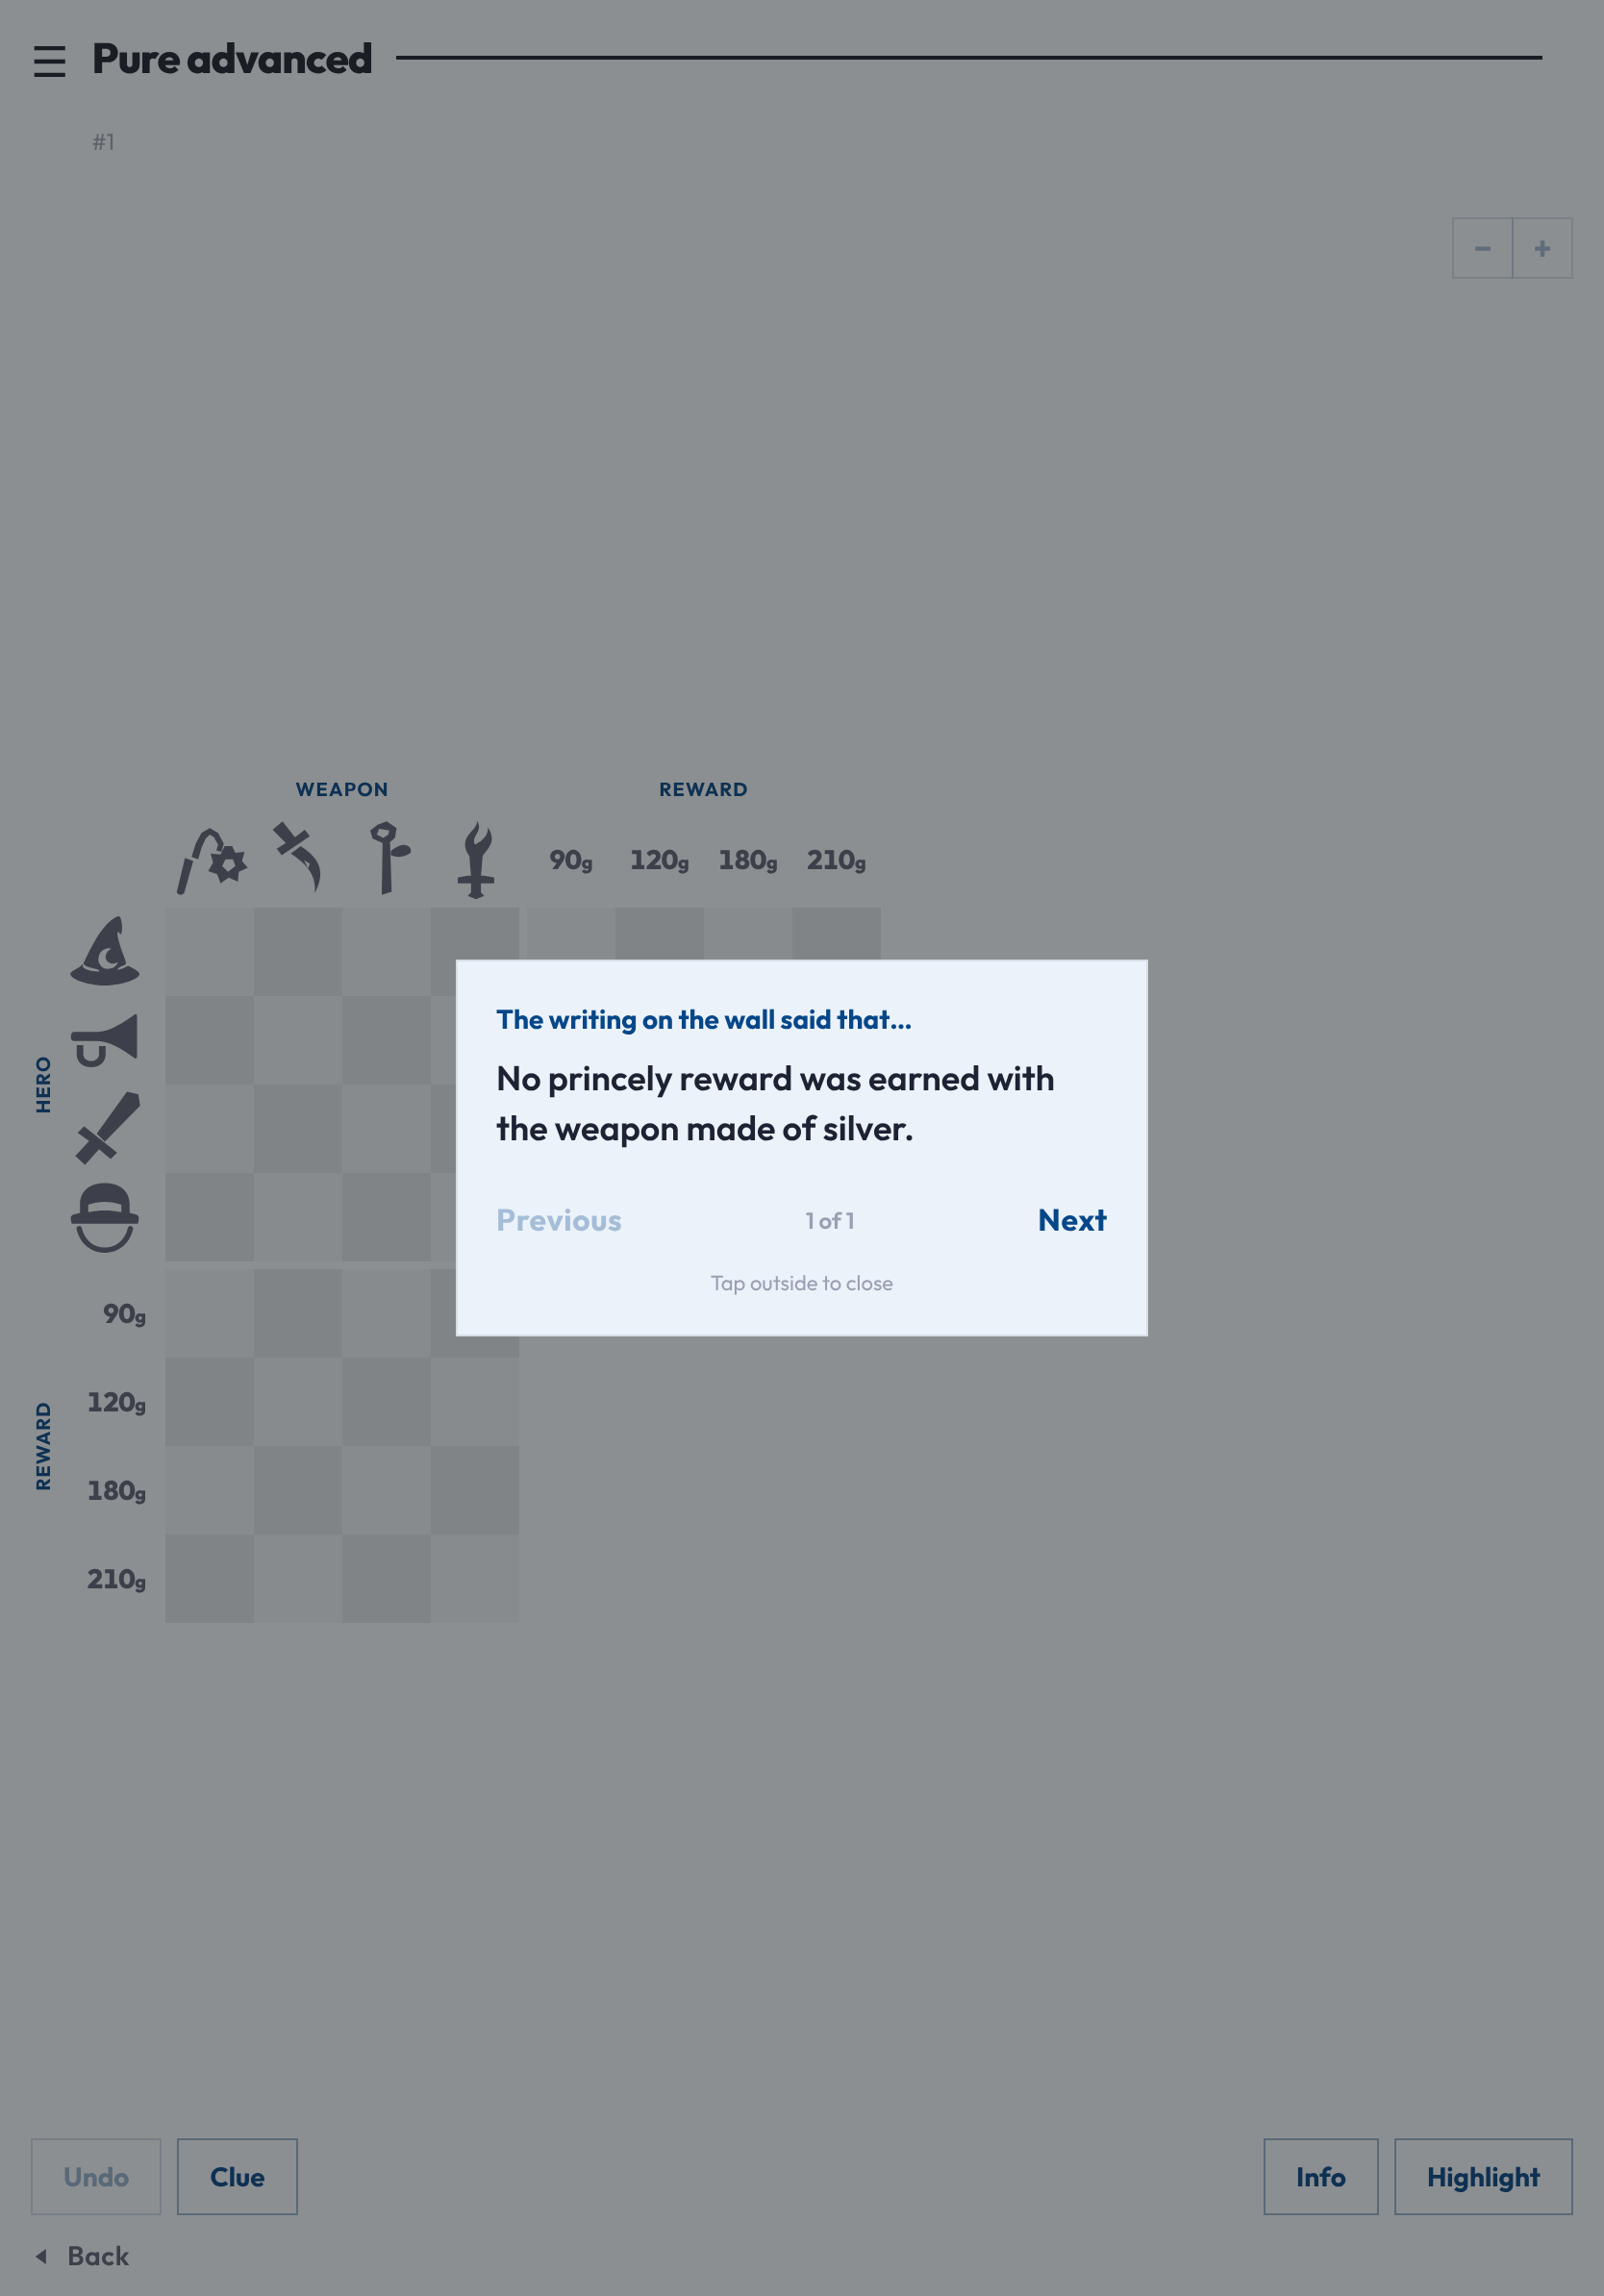 ☰ Pure advanced
#1
− +
WEAPON REWARD
90g 120g 180g 210g
HERO
The writing on the wall said that...
No princely reward was earned with
the weapon made of silver.
Previous 1 of 1 Next
Tap outside to close
REWARD
90g
120g
180g
210g
Undo Clue Info Highlight
Back